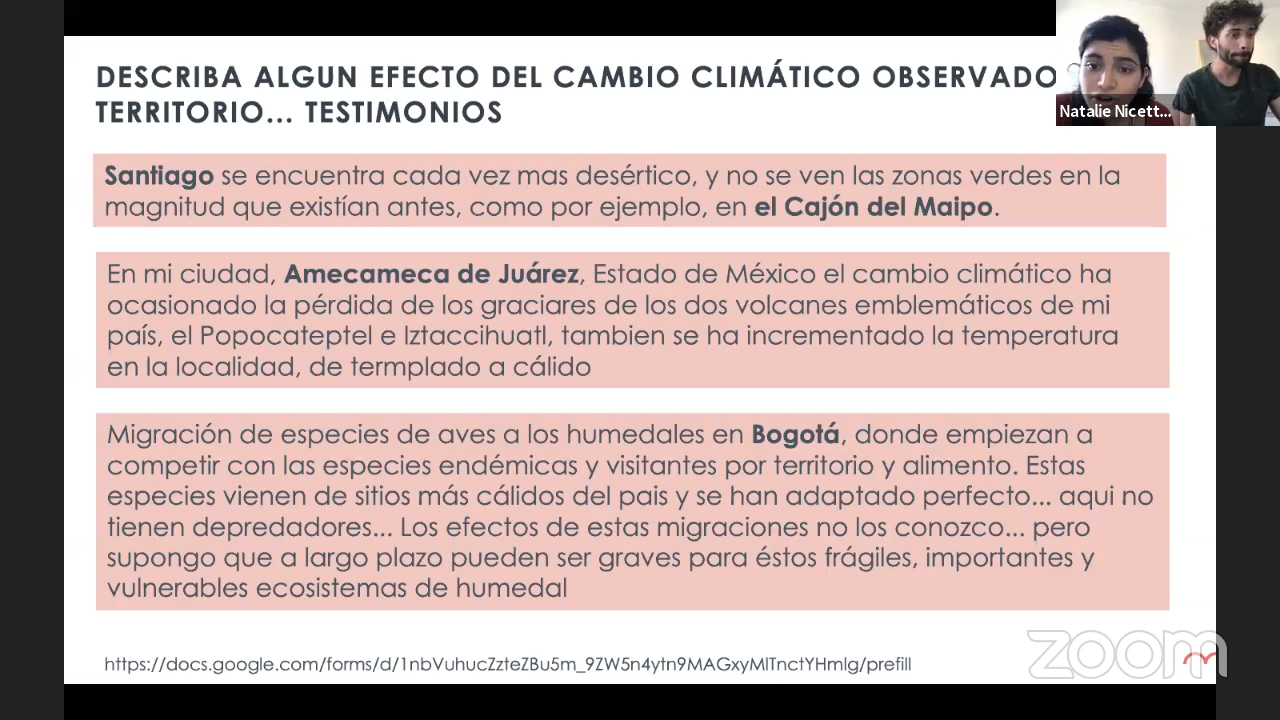 DESCRIBA ALGUN EFECTO DEL CAMBIO CLIMÁTICO OBSERVADO
TERRITORIO... TESTIMONIOS
Natalie Nicett...
Santiago se encuentra cada vez mas desértico, y no se ven las zonas verdes en la
magnitud que existían antes, como por ejemplo, en el Cajón del Maipo.
En mi ciudad, Amecameca de Juárez, Estado de México el cambio climático ha
ocasionado la pérdida de los graciares de los dos volcanes emblemáticos de mi
país, el Popocateptel e Iztaccihuatl, tambien se ha incrementado la temperatura
en la localidad, de termplado a cálido
Migración de especies de aves a los humedales en Bogotá, donde empiezan a
competir con las especies endémicas y visitantes por territorio y alimento. Estas
especies vienen de sitios más cálidos del pais y se han adaptado perfecto... aqui no
tienen depredadores... Los efectos de estas migraciones no los conozco... pero
supongo que a largo plazo pueden ser graves para éstos frágiles, importantes y
vulnerables ecosistemas de humedal
https://docs.google.com/forms/d/1nbVuhucZzteZBu5m_9ZW5n4ytn9MAGxyMlTnctYHmlg/prefill
zoom